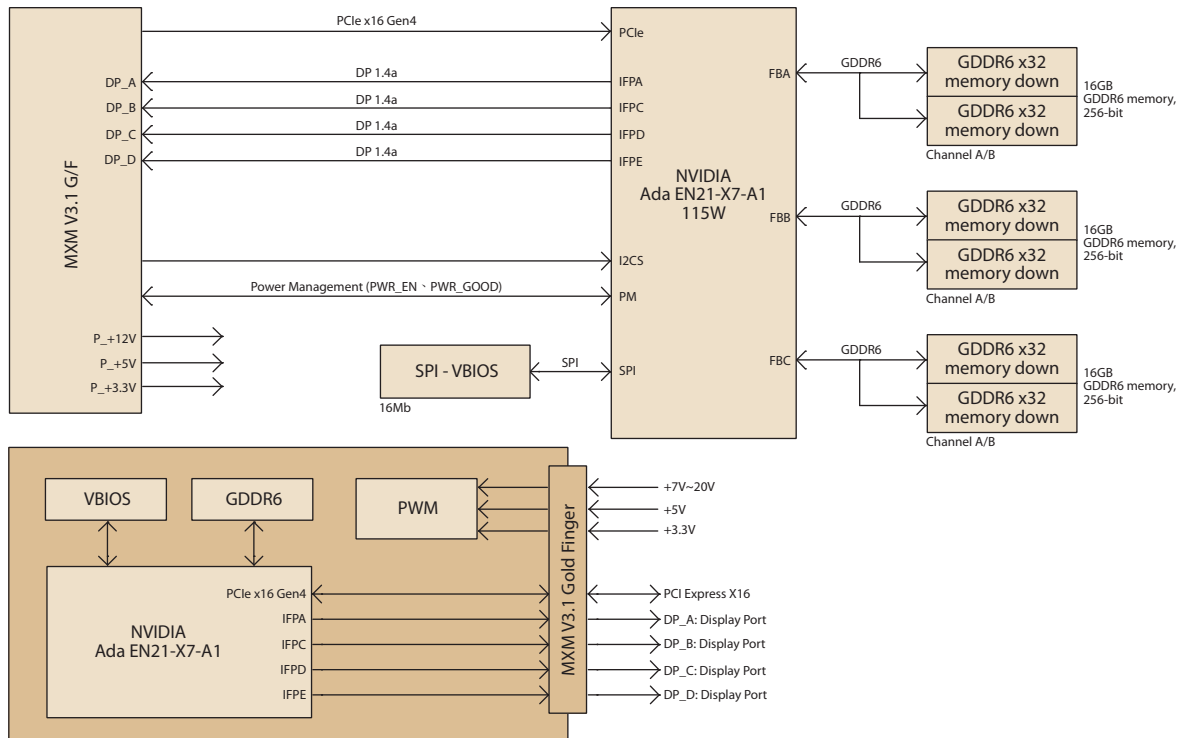 PCIe x16 Gen4
PCIe
DP_A
DP 1.4a
IFPA
DP_B
DP 1.4a
IFPC
DP_C
DP 1.4a
IFPD
DP_D
DP 1.4a
IFPE
MXM V3.1 G/F
NVIDIA
Ada EN21-X7-A1
115W
I2CS
Power Management (PWR_EN、PWR_GOOD)
PM
P_+12V
P_+5V
P_+3.3V
SPI - VBIOS
16Mb
SPI
SPI
FBA
GDDR6
GDDR6 x32
memory down
GDDR6 x32
memory down
Channel A/B
16GB
GDDR6 memory,
256-bit
FBB
GDDR6
GDDR6 x32
memory down
GDDR6 x32
memory down
Channel A/B
16GB
GDDR6 memory,
256-bit
FBC
GDDR6
GDDR6 x32
memory down
GDDR6 x32
memory down
Channel A/B
16GB
GDDR6 memory,
256-bit
VBIOS
GDDR6
PWM
MXM V3.1 Gold Finger
+7V~20V
+5V
+3.3V
NVIDIA
Ada EN21-X7-A1
PCIe x16 Gen4
IFPA
IFPC
IFPD
IFPE
PCI Express X16
DP_A: Display Port
DP_B: Display Port
DP_C: Display Port
DP_D: Display Port